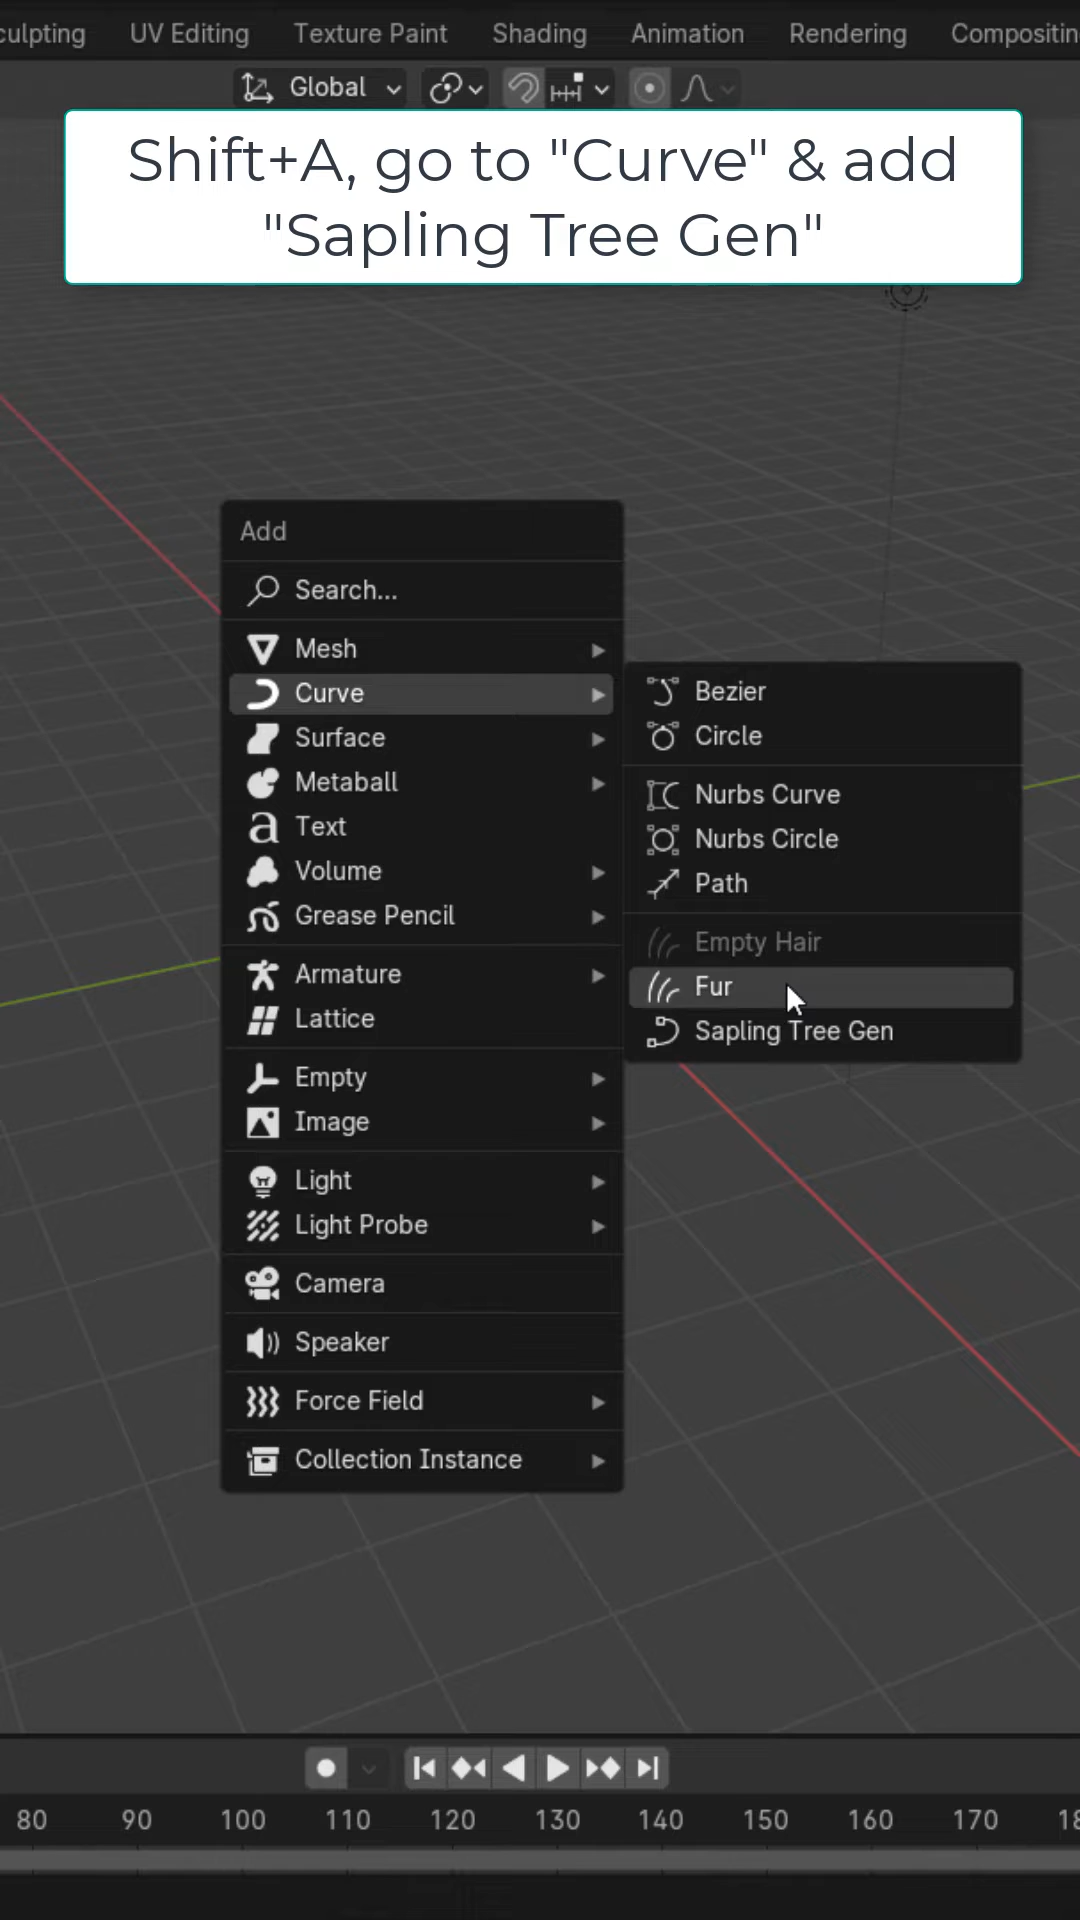 culpting UV Editing Texture Paint Shading Animation Rendering Compositin
Global
Shift+A, go to "Curve" & add
"Sapling Tree Gen"
Add
Search...
Mesh
Curve
Surface
Metaball
Text
Volume
Grease Pencil
Armature
Lattice
Empty
Image
Light
Light Probe
Camera
Speaker
Force Field
Collection Instance
Bezier
Circle
Nurbs Curve
Nurbs Circle
Path
Empty Hair
Fur
Sapling Tree Gen
80 90 100 110 120 130 140 150 160 170 18